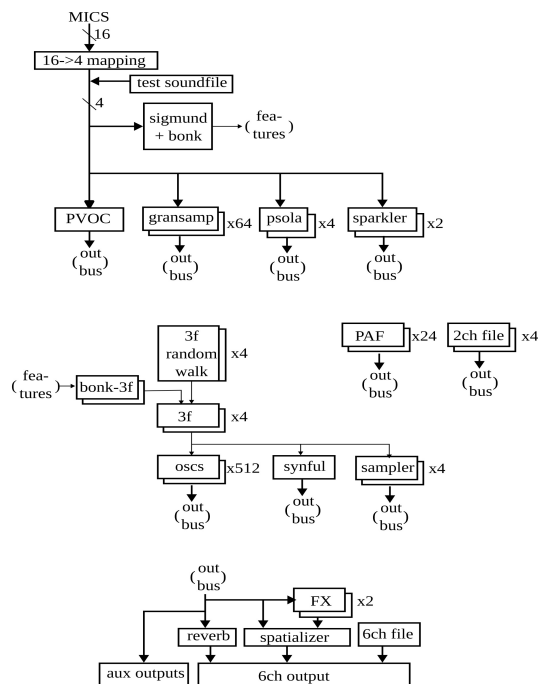 MICS
16
16->4 mapping
test soundfile
4
sigmund
+ bonk
( fea-
tures )
PVOC
gransamp
x64
psola
x4
sparkler
x2
(out
bus)
(out
bus)
(out
bus)
(out
bus)
3f
random
walk
x4
PAF
x24
2ch file
x4
(out
bus)
(out
bus)
( fea-
tures )
bonk-3f
3f
x4
oscs
x512
synful
sampler
x4
(out
bus)
(out
bus)
(out
bus)
(out
bus)
FX
x2
reverb
spatializer
6ch file
aux outputs
6ch output